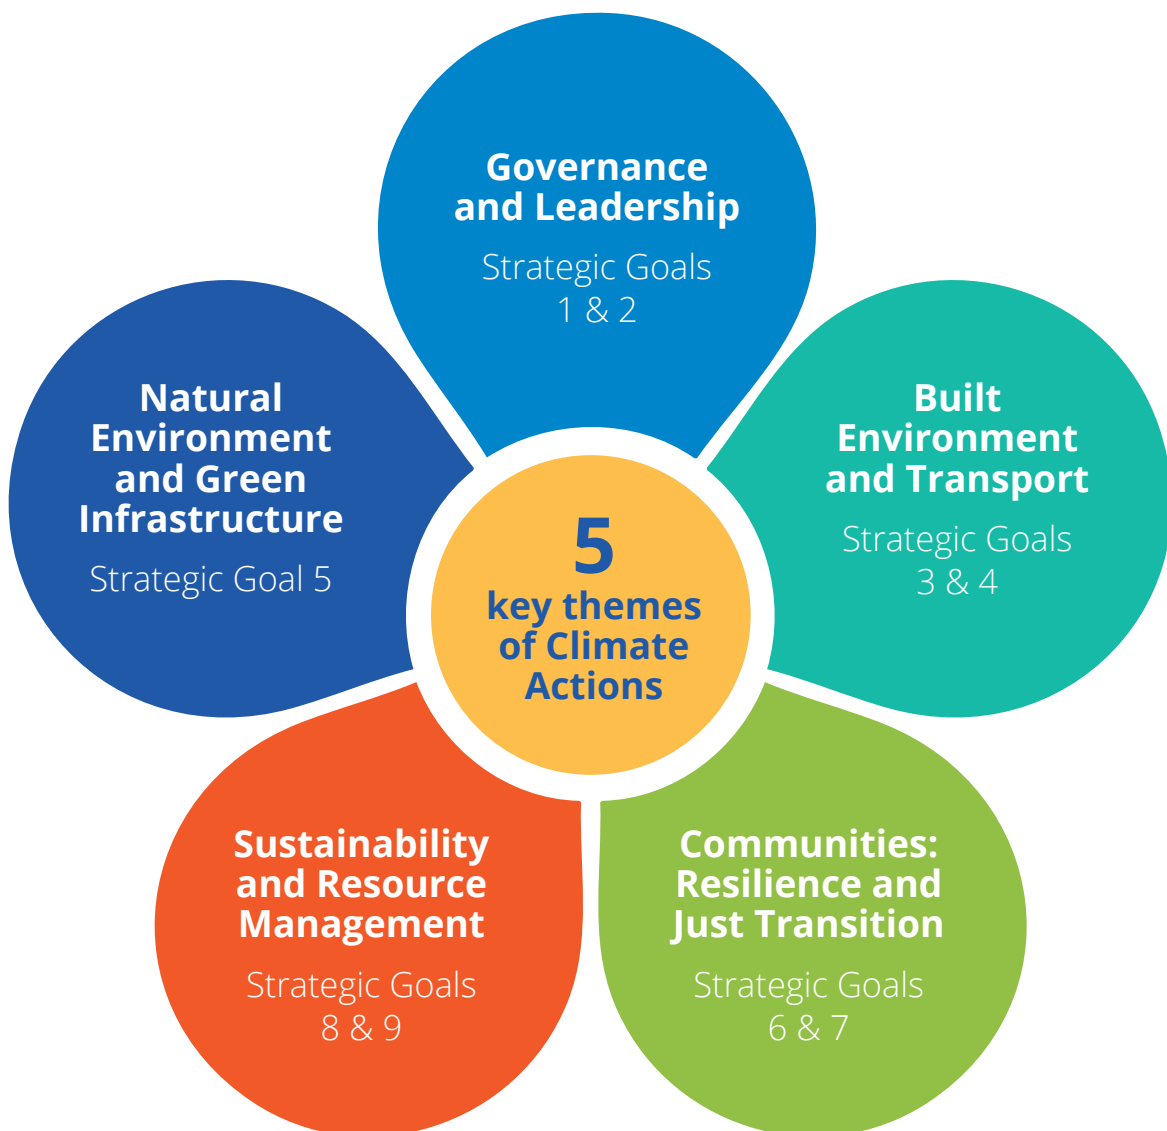 Governance
and Leadership
Strategic Goals
1 & 2
Built
Environment
and Transport
Strategic Goals
3 & 4
Communities:
Resilience and
Just Transition
Strategic Goals
6 & 7
Sustainability
and Resource
Management
Strategic Goals
8 & 9
Natural
Environment
and Green
Infrastructure
Strategic Goal 5
5
key themes
of Climate
Actions